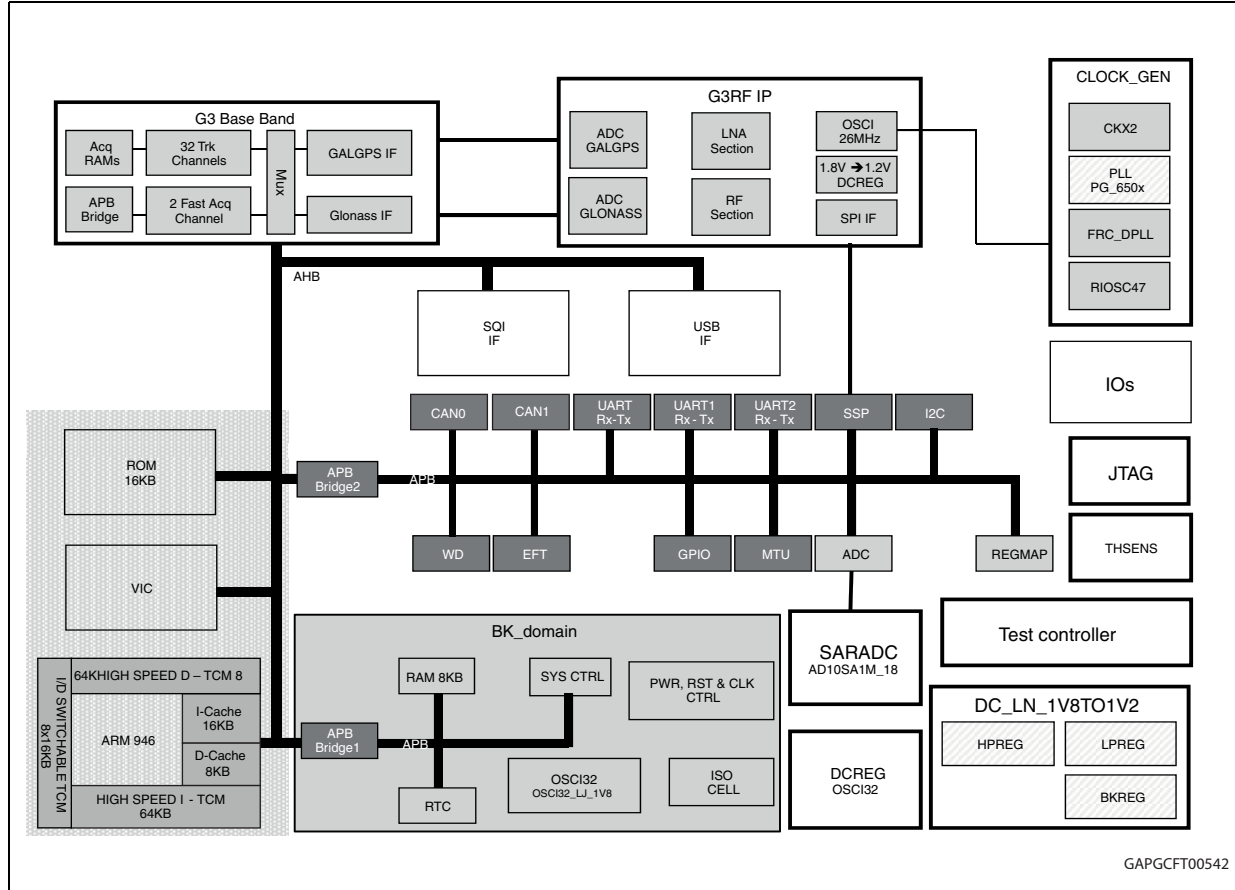 G3 Base Band
Acq
RAMs
32 Trk
Channels
Mux
GALGPS IF
APB
Bridge
2 Fast Acq
Channel
Glonass IF
G3RF IP
ADC
GALGPS
LNA
Section
OSCI
26MHz
1.8V ➔1.2V
DCREG
ADC
GLONASS
RF
Section
SPI IF
CLOCK_GEN
CKX2
PLL
PG_650x
FRC_DPLL
RIOSC47
AHB
SQI
IF
USB
IF
IOs
CAN0
CAN1
UART
Rx-Tx
UART1
Rx - Tx
UART2
Rx - Tx
SSP
I2C
ROM
16KB
APB
Bridge2
APB
JTAG
WD
EFT
GPIO
MTU
ADC
REGMAP
THSENS
VIC
BK_domain
SARADC
AD10SA1M_18
Test controller
64KHIGH SPEED D – TCM 8
I/D SWITCHABLE TCM
8x16KB
ARM 946
I-Cache
16KB
D-Cache
8KB
HIGH SPEED I - TCM
64KB
RAM 8KB
SYS CTRL
PWR, RST & CLK
CTRL
APB
Bridge1
APB
RTC
OSCI32
OSCI32_LJ_1V8
ISO
CELL
DCREG
OSCI32
DC_LN_1V8TO1V2
HPREG
LPREG
BKREG
GAPGCFT00542